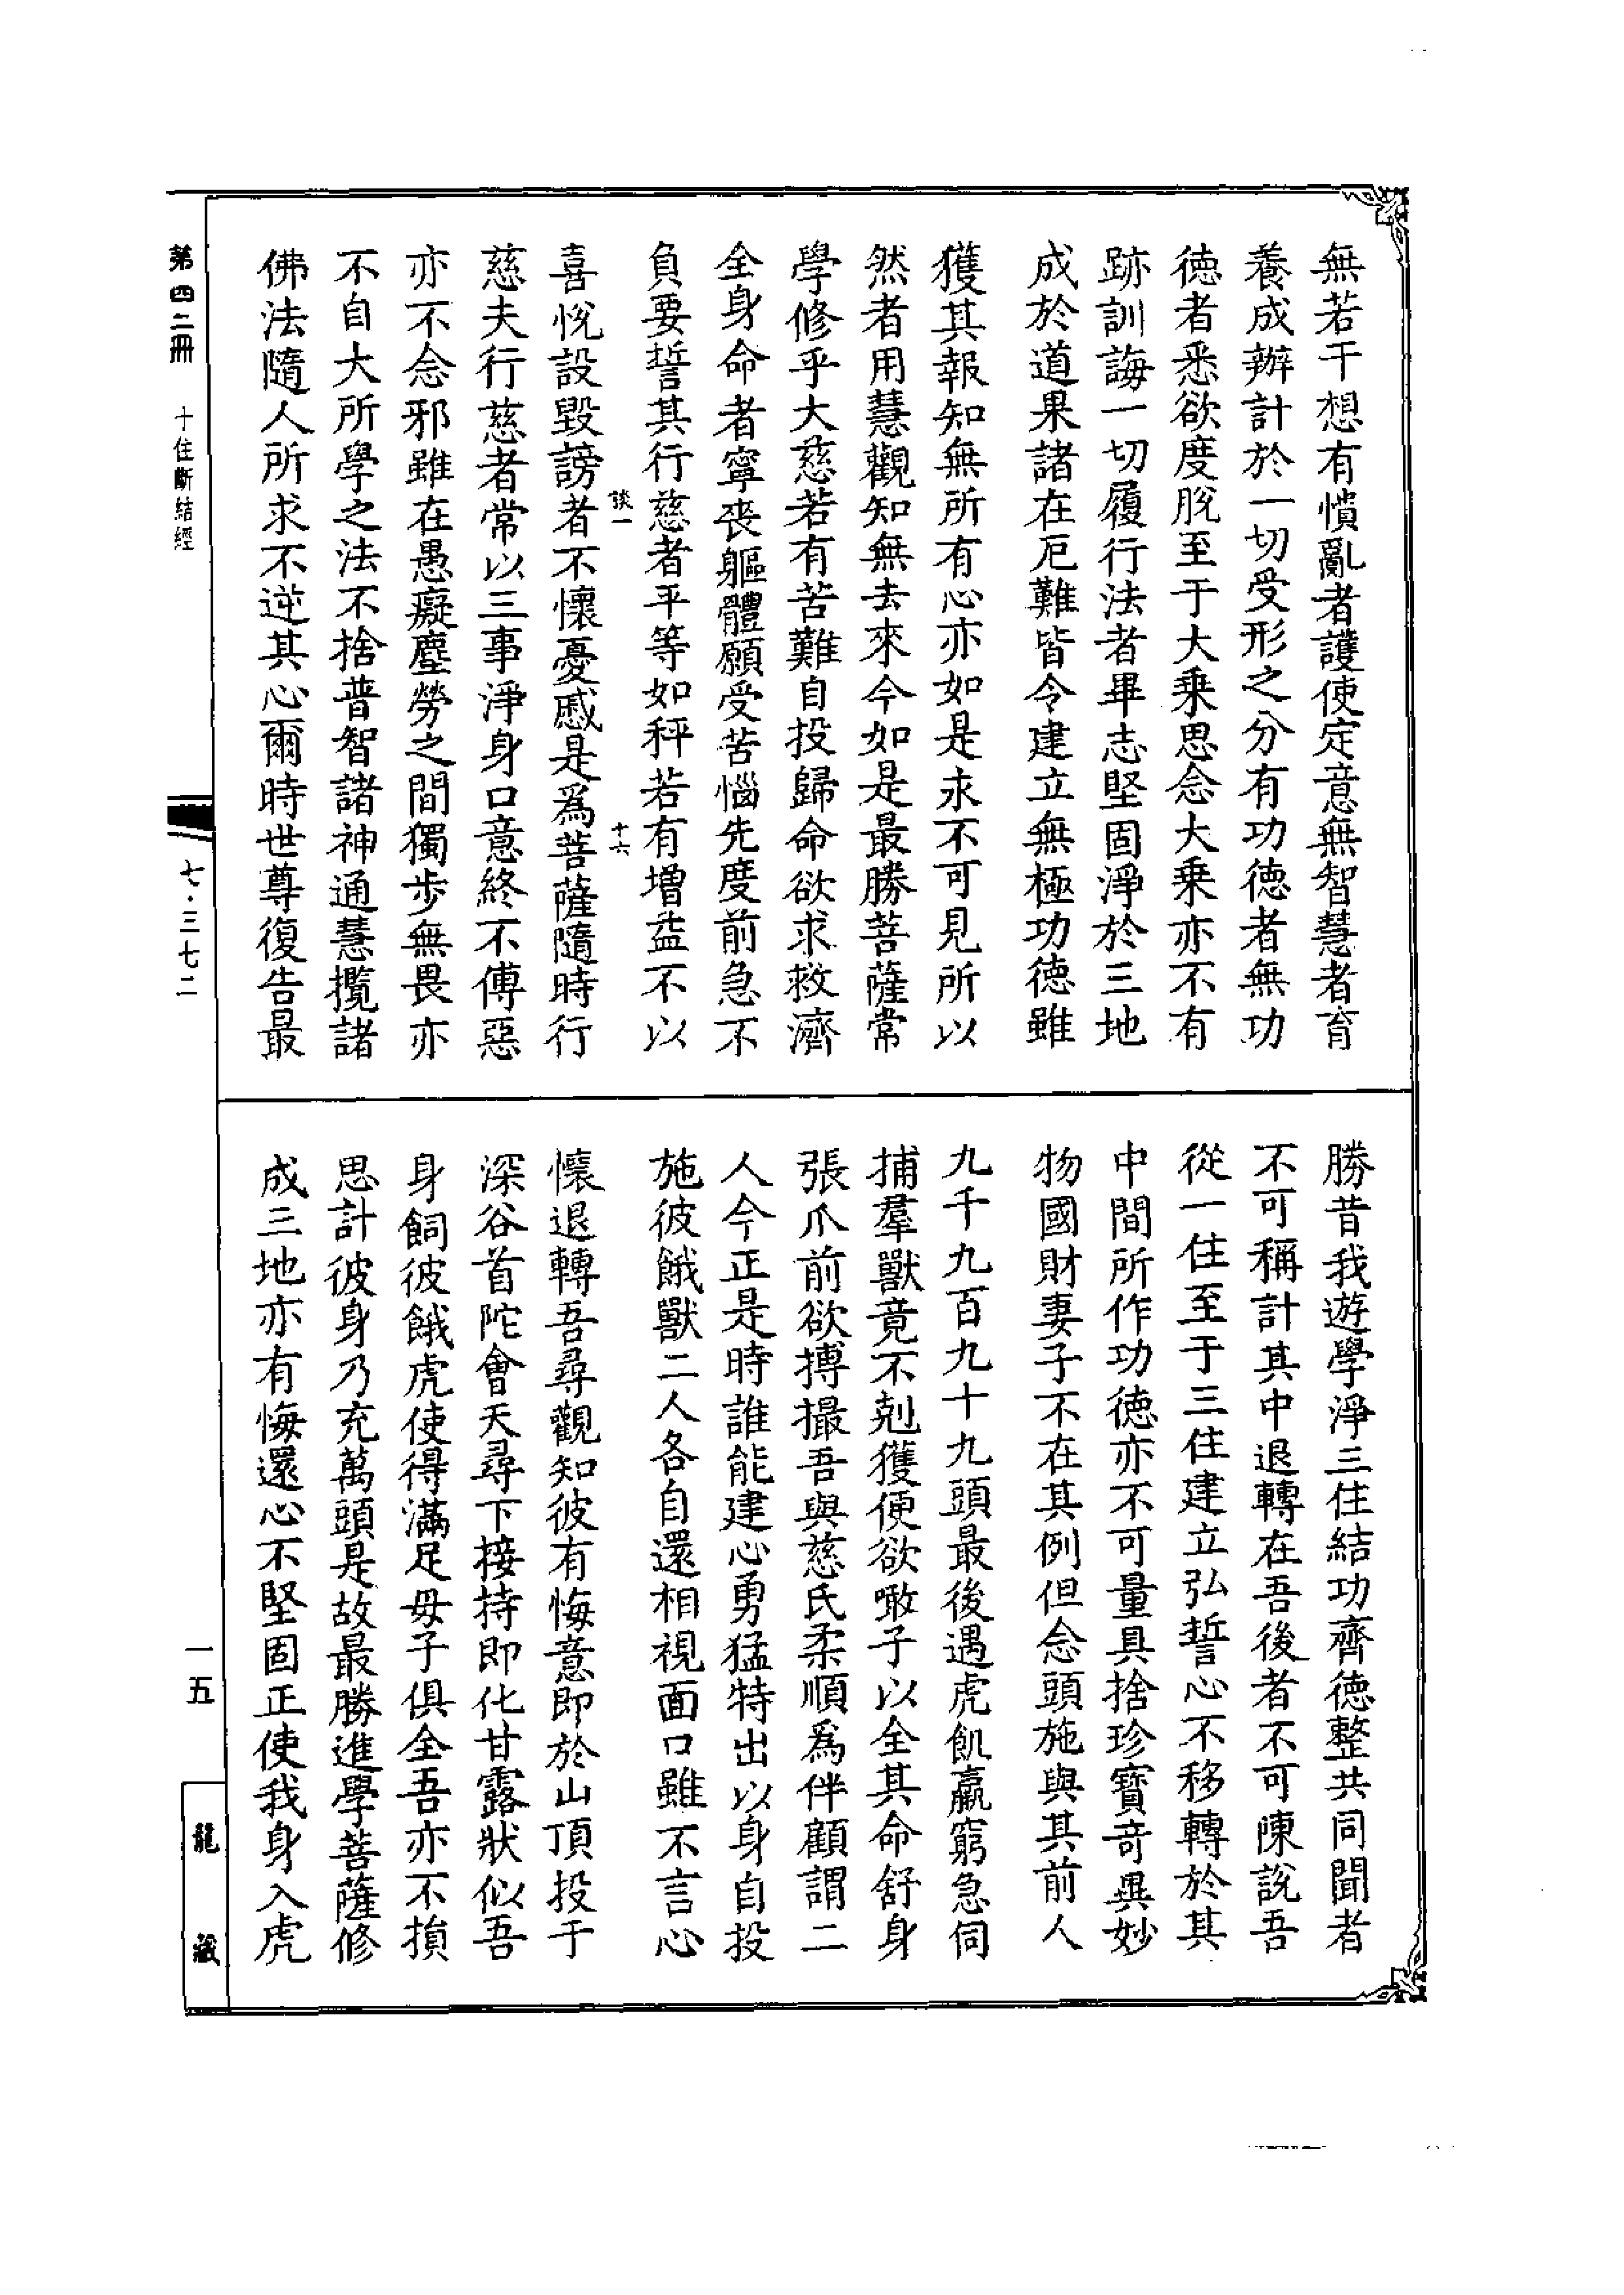 無若干想有憒亂者護使定意無智慧者育
養成辦計於一切受形之分有功德者無功
德者悉欲度脫至于大乘思念大乘亦不有
跡訓誨一切履行法者畢志堅固淨於三地
成於道果諸在厄難皆令建立無極功德雖
獲其報知無所有心亦如是永不可見所以
然者用慧觀知無去來今如是最勝菩薩常
學修乎大慈若有苦難自投歸命欲求救濟
全身命者寧喪軀體願受苦惱先度前急不
負要誓其行慈者平等如秤若有增益不以
談一 十六
喜悅設毀謗者不懷憂慼是為菩薩隨時行
慈夫行慈者常以三事淨身口意終不傳惡
亦不念邪雖在愚癡塵勞之間獨步無畏亦
不自大所學之法不捨普智諸神通慧攬諸
佛法隨人所求不逆其心爾時世尊復告最
勝昔我遊學淨三住結功齊德整共同聞者
不可稱計其中退轉在吾後者不可陳說吾
從一住至于三住建立弘誓心不移轉於其
中間所作功德亦不可量具捨珍寶奇異妙
物國財妻子不在其例但念頭施與其前人
九千九百九十九頭最後遇虎飢羸窮急伺
捕羣獸竟不剋獲便欲噉子以全其命舒身
張爪前欲搏撮吾與慈氏柔順為伴顧謂二
人今正是時誰能建心勇猛特出以身自投
施彼餓獸二人各自還相視面口雖不言心
懷退轉吾尋觀知彼有悔意即於山頂投于
深谷首陀會天尋下接持即化甘露狀似吾
身飼彼餓虎使得滿足母子俱全吾亦不損
思計彼身乃充萬頭是故最勝進學菩薩修
成三地亦有悔還心不堅固正使我身入虎
第四二冊 十住斷結經
七·三七二
一五
龍藏